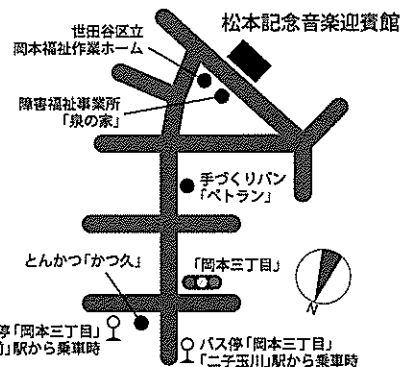 松本記念音楽迎賓館
世田谷区立
岡本福祉作業ホーム
障害福祉事業所
「泉の家」
手づくりパン
「ペトラン」
とんかつ「かつ久」
「岡本三丁目」
N
停「岡本三丁目」
前」駅から乗車時
バス停「岡本三丁目」
「二子玉川」駅から乗車時